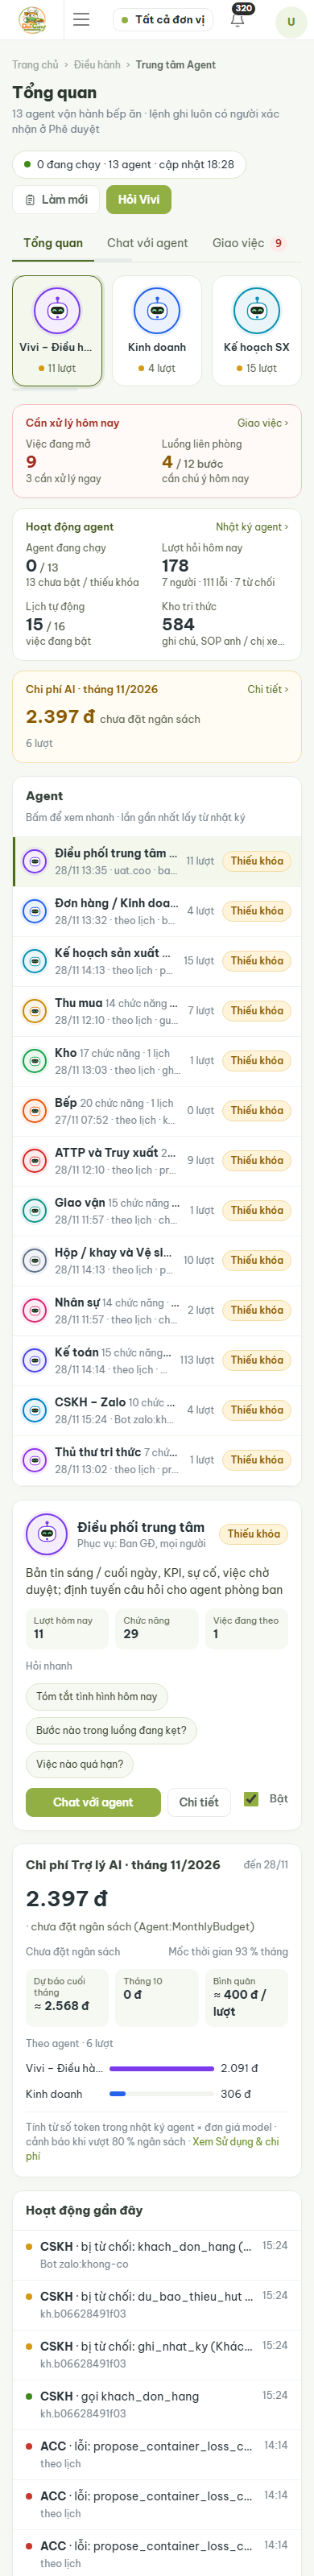 Tất cả đơn vị
320
U
Trang chủ > Điều hành > Trung tâm Agent
Tổng quan
13 agent vận hành bếp ăn · lệnh ghi luôn có người xác
nhận ở Phê duyệt
0 đang chạy · 13 agent · cập nhật 18:28
Làm mới
Hỏi Vivi
Tổng quan
Chat với agent
Giao việc 9
Vivi – Điều h...
11 lượt
Kinh doanh
4 lượt
Kế hoạch SX
15 lượt
Cần xử lý hôm nay
Giao việc >
Việc đang mở
9
3 cần xử lý ngay
Luồng liên phòng
4 / 12 bước
cần chú ý hôm nay
Hoạt động agent
Nhật ký agent >
Agent đang chạy
0 / 13
13 chưa bật / thiếu khóa
Lượt hỏi hôm nay
178
7 người · 111 lỗi · 7 từ chối
Lịch tự động
15 / 16
việc đang bật
Kho tri thức
584
ghi chú, SOP anh / chị xe...
Chi phí AI · tháng 11/2026
Chi tiết >
2.397 đ chưa đặt ngân sách
6 lượt
Agent
Bấm để xem nhanh · lần gần nhất lấy từ nhật ký
Điều phối trung tâm ...
28/11 13:35 · uat.coo · ba...
11 lượt
Thiếu khóa
Đơn hàng / Kinh doa...
28/11 13:32 · theo lịch · b...
4 lượt
Thiếu khóa
Kế hoạch sản xuất ...
28/11 14:13 · theo lịch · p...
15 lượt
Thiếu khóa
Thu mua 14 chức năng ...
28/11 12:10 · theo lịch · gu...
7 lượt
Thiếu khóa
Kho 17 chức năng · 1 lịch
28/11 13:03 · theo lịch · gh...
1 lượt
Thiếu khóa
Bếp 20 chức năng · 1 lịch
27/11 07:52 · theo lịch · k...
0 lượt
Thiếu khóa
ATTP và Truy xuất 2...
28/11 12:10 · theo lịch · pr...
9 lượt
Thiếu khóa
Giao vận 15 chức năng ...
28/11 11:57 · theo lịch · ch...
1 lượt
Thiếu khóa
Hộp / khay và Vệ si...
28/11 14:13 · theo lịch · p...
10 lượt
Thiếu khóa
Nhân sự 14 chức năng · ...
28/11 11:57 · theo lịch · ch...
2 lượt
Thiếu khóa
Kế toán 15 chức năng...
28/11 14:14 · theo lịch · ...
113 lượt
Thiếu khóa
CSKH – Zalo 10 chức ...
28/11 15:24 · Bot zalo:kh...
4 lượt
Thiếu khóa
Thủ thư tri thức 7 chứ...
28/11 13:02 · theo lịch · pr...
1 lượt
Thiếu khóa
Điều phối trung tâm
Phục vụ: Ban GĐ, mọi người
Thiếu khóa
Bản tin sáng / cuối ngày, KPI, sự cố, việc chờ
duyệt; định tuyến câu hỏi cho agent phòng ban
Lượt hôm nay
11
Chức năng
29
Việc đang theo
1
Hỏi nhanh
Tóm tắt tình hình hôm nay
Bước nào trong luồng đang kẹt?
Việc nào quá hạn?
Chat với agent
Chi tiết
Bật
Chi phí Trợ lý AI · tháng 11/2026
đến 28/11
2.397 đ
· chưa đặt ngân sách (Agent:MonthlyBudget)
Chưa đặt ngân sách
Mốc thời gian 93 % tháng
Dự báo cuối
tháng
≈ 2.568 đ
Tháng 10
0 đ
Bình quân
≈ 400 đ /
lượt
Theo agent · 6 lượt
Vivi – Điều hà...
2.091 đ
Kinh doanh
306 đ
Tính từ số token trong nhật ký agent × đơn giá model ·
cảnh báo khi vượt 80 % ngân sách · Xem Sử dụng & chi
phí
Hoạt động gần đây
CSKH · bị từ chối: khach_don_hang (...
15:24
Bot zalo:khong-co
CSKH · bị từ chối: du_bao_thieu_hut ...
15:24
kh.b06628491f03
CSKH · bị từ chối: ghi_nhat_ky (Khác...
15:24
kh.b06628491f03
CSKH · gọi khach_don_hang
15:24
kh.b06628491f03
ACC · lỗi: propose_container_loss_c...
14:14
theo lịch
ACC · lỗi: propose_container_loss_c...
14:14
theo lịch
ACC · lỗi: propose_container_loss_c...
14:14
theo lịch